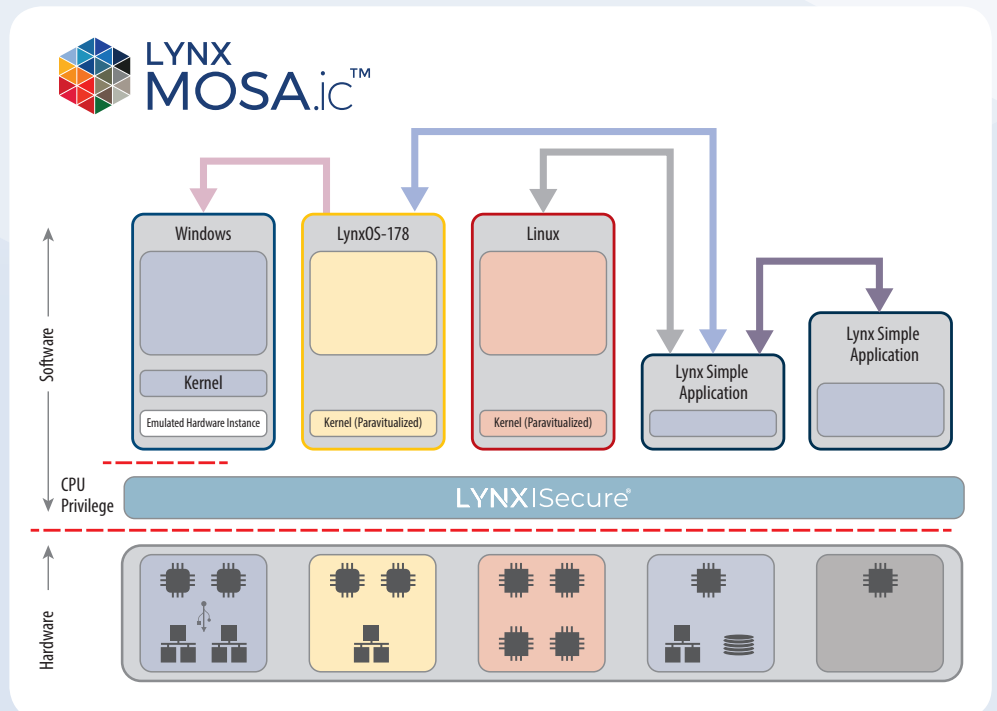 LYNX
MOSA.ic™
Windows
LynxOS-178
Linux
Lynx Simple
Application
Lynx Simple
Application
Kernel
Emulated Hardware Instance
Kernel (Paravitualized)
Kernel (Paravitualized)
Software
CPU
Privilege
LYNX|Secure®
Hardware